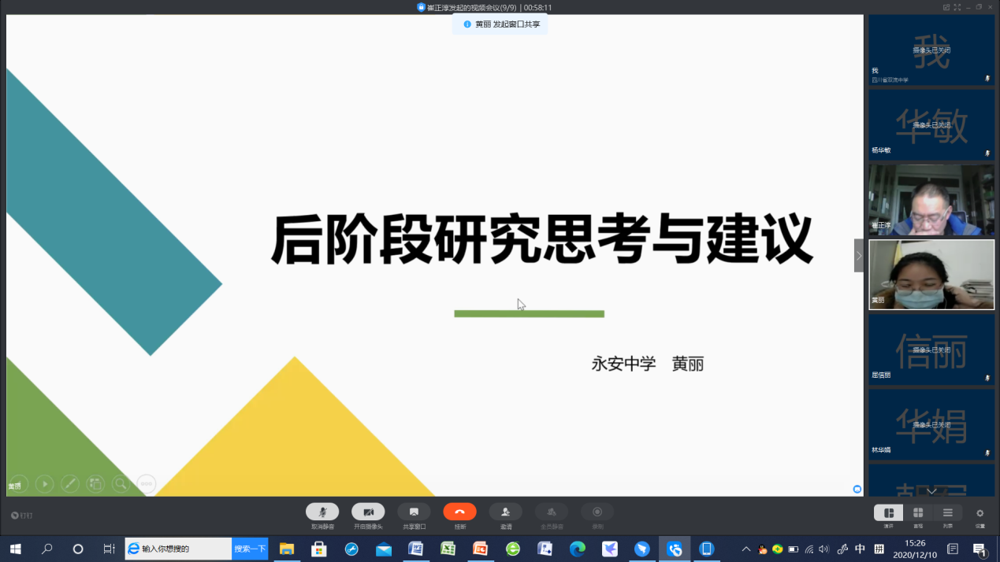 崔正淳发起的视频会议(9/9) | 00:58:11
黄丽 发起窗口共享
后阶段研究思考与建议
永安中学 黄丽
黄丽
我
摄像头已关闭
我
四川省双流中学
华敏
摄像头已关闭
杨华敏
崔正淳
黄丽
信丽
摄像头已关闭
屈信丽
华娟
摄像头已关闭
林华娟
钉钉
取消静音
开启摄像头
共享窗口
挂断
邀请
全员静音
录制
演讲
宫格
列表
设置
输入你想搜的
搜索一下
中
拼
15:26
2020/12/10
1